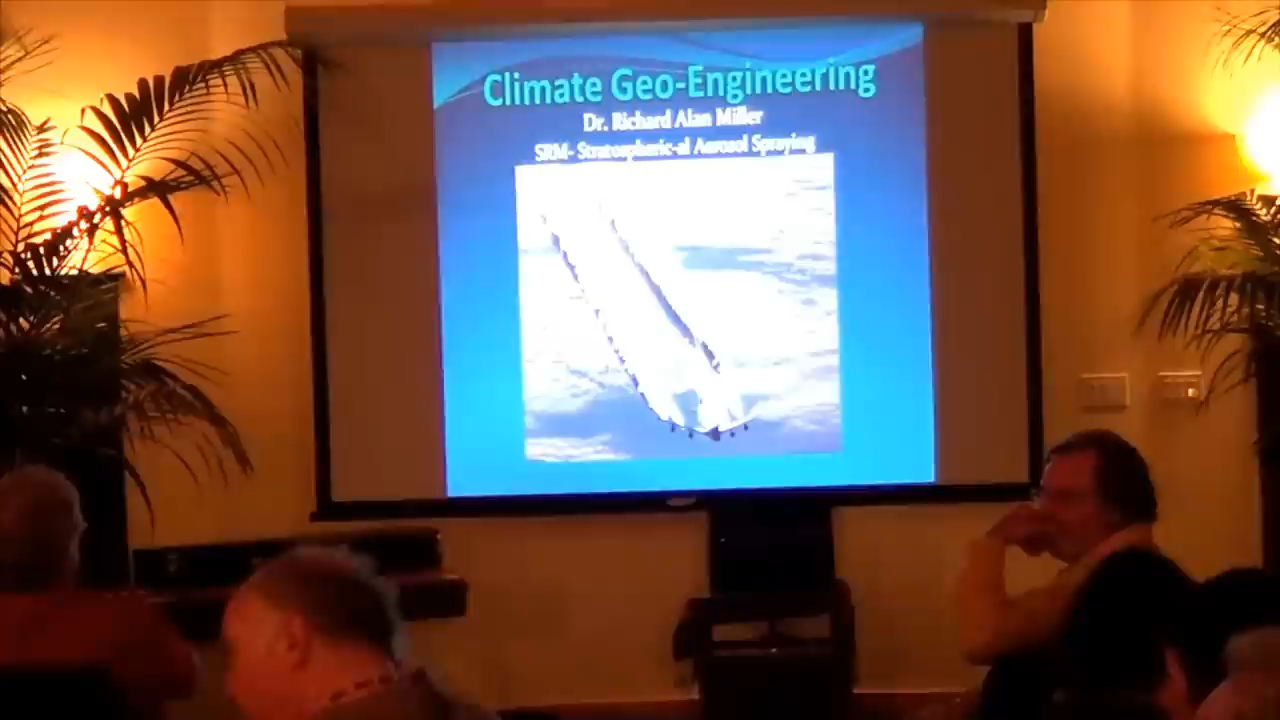 Climate Geo-Engineering
Dr. Richard Alan Miller
SRM- Stratospheric-al Aerosol Spraying